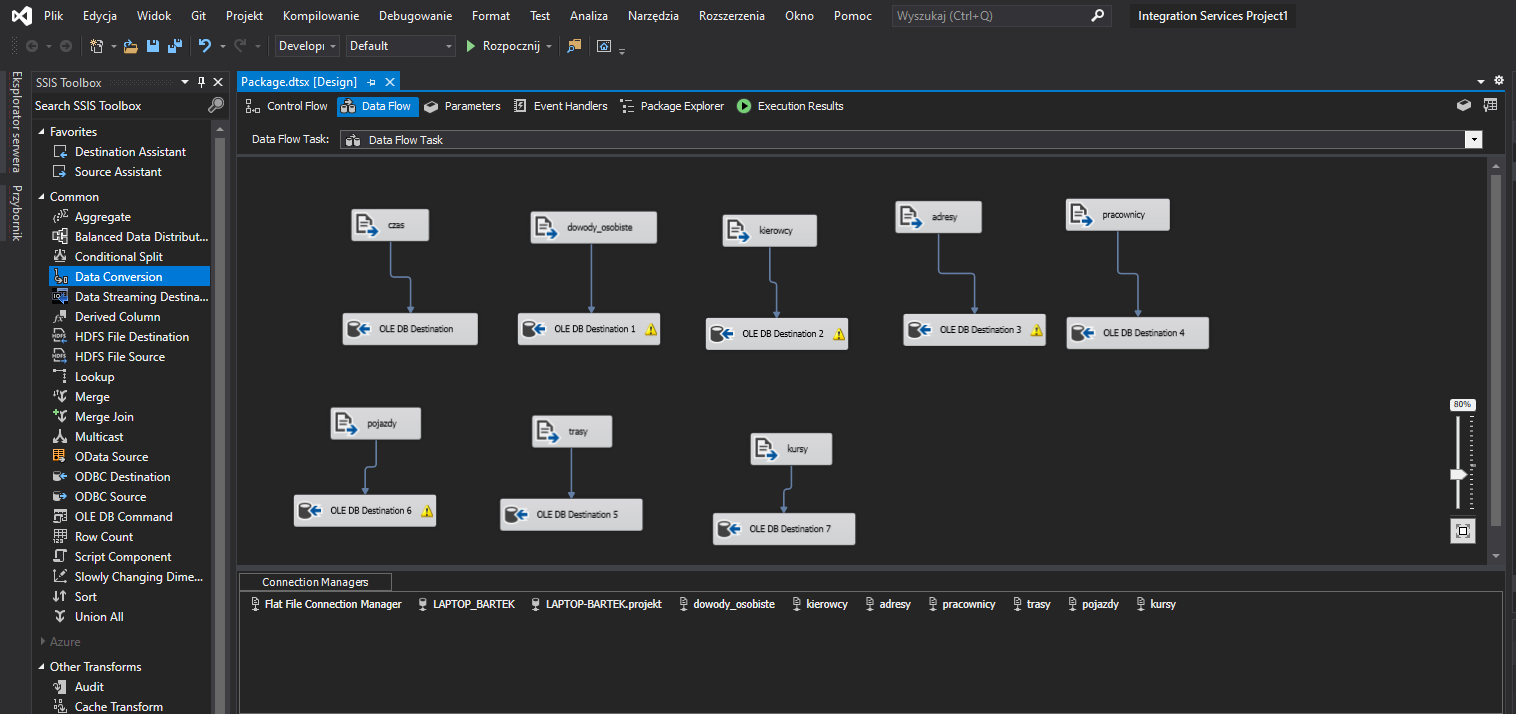 Plik Edycja Widok Git Projekt Kompilowanie Debugowanie Format Test Analiza Narzędzia Rozszerzenia Okno Pomoc Wyszukaj (Ctrl+Q) Integration Services Project1
Developı Default Rozpocznij
Eksplorator serwera
Przybornik
SSIS Toolbox
Search SSIS Toolbox
Favorites
Destination Assistant
Source Assistant
Common
Aggregate
Balanced Data Distribut...
Conditional Split
Data Conversion
Data Streaming Destina...
Derived Column
HDFS File Destination
HDFS File Source
Lookup
Merge
Merge Join
Multicast
OData Source
ODBC Destination
ODBC Source
OLE DB Command
Row Count
Script Component
Slowly Changing Dime...
Sort
Union All
Azure
Other Transforms
Audit
Cache Transform
Package.dtsx [Design]
Control Flow Data Flow Parameters Event Handlers Package Explorer Execution Results
Data Flow Task: Data Flow Task
czas dowody_osobiste kierowcy adresy pracownicy
OLE DB Destination OLE DB Destination 1 OLE DB Destination 2 OLE DB Destination 3 OLE DB Destination 4
pojazdy trasy kursy
OLE DB Destination 6 OLE DB Destination 5 OLE DB Destination 7
80%
Connection Managers
Flat File Connection Manager LAPTOP_BARTEK LAPTOP-BARTEK.projekt dowody_osobiste kierowcy adresy pracownicy trasy pojazdy kursy